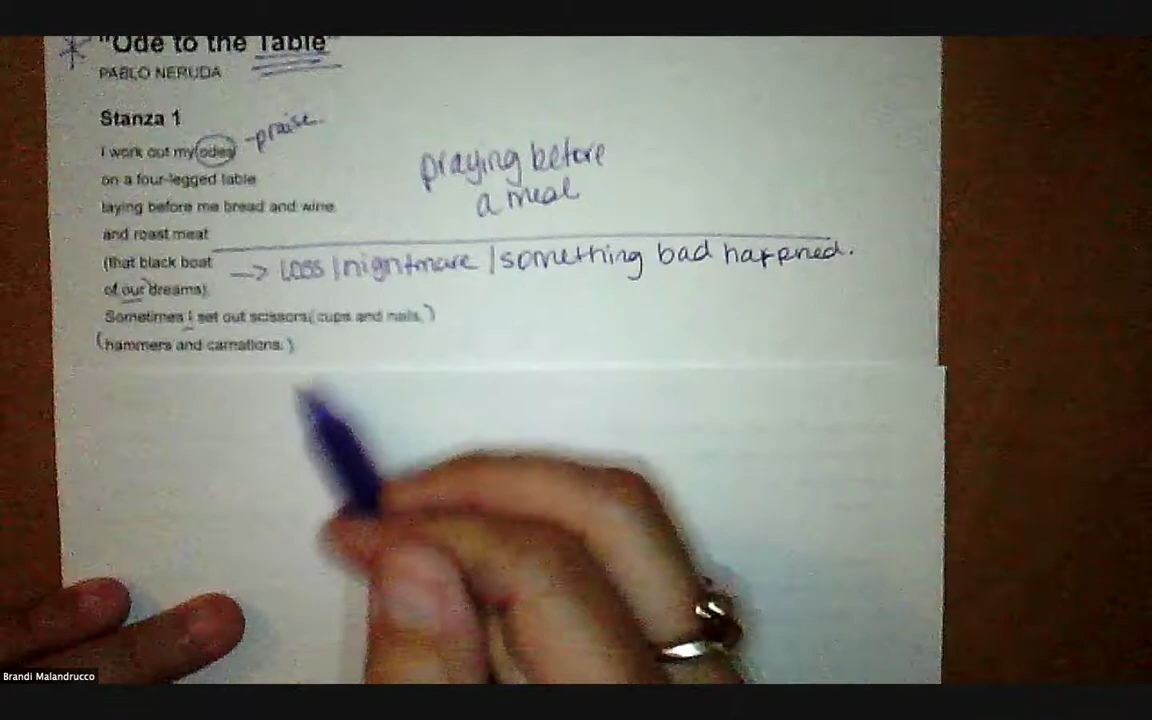 "Ode to the Table"
PABLO NERUDA
Stanza 1
I work out my odes -praise
on a four-legged table
laying before me bread and wine
and roast meat
praying before
a meal
(that black boat → Loss/nightmare/something bad happened.
of our dreams)
Sometimes I set out scissors, cups and nails,
hammers and carnations.
Brandi Malandrucco